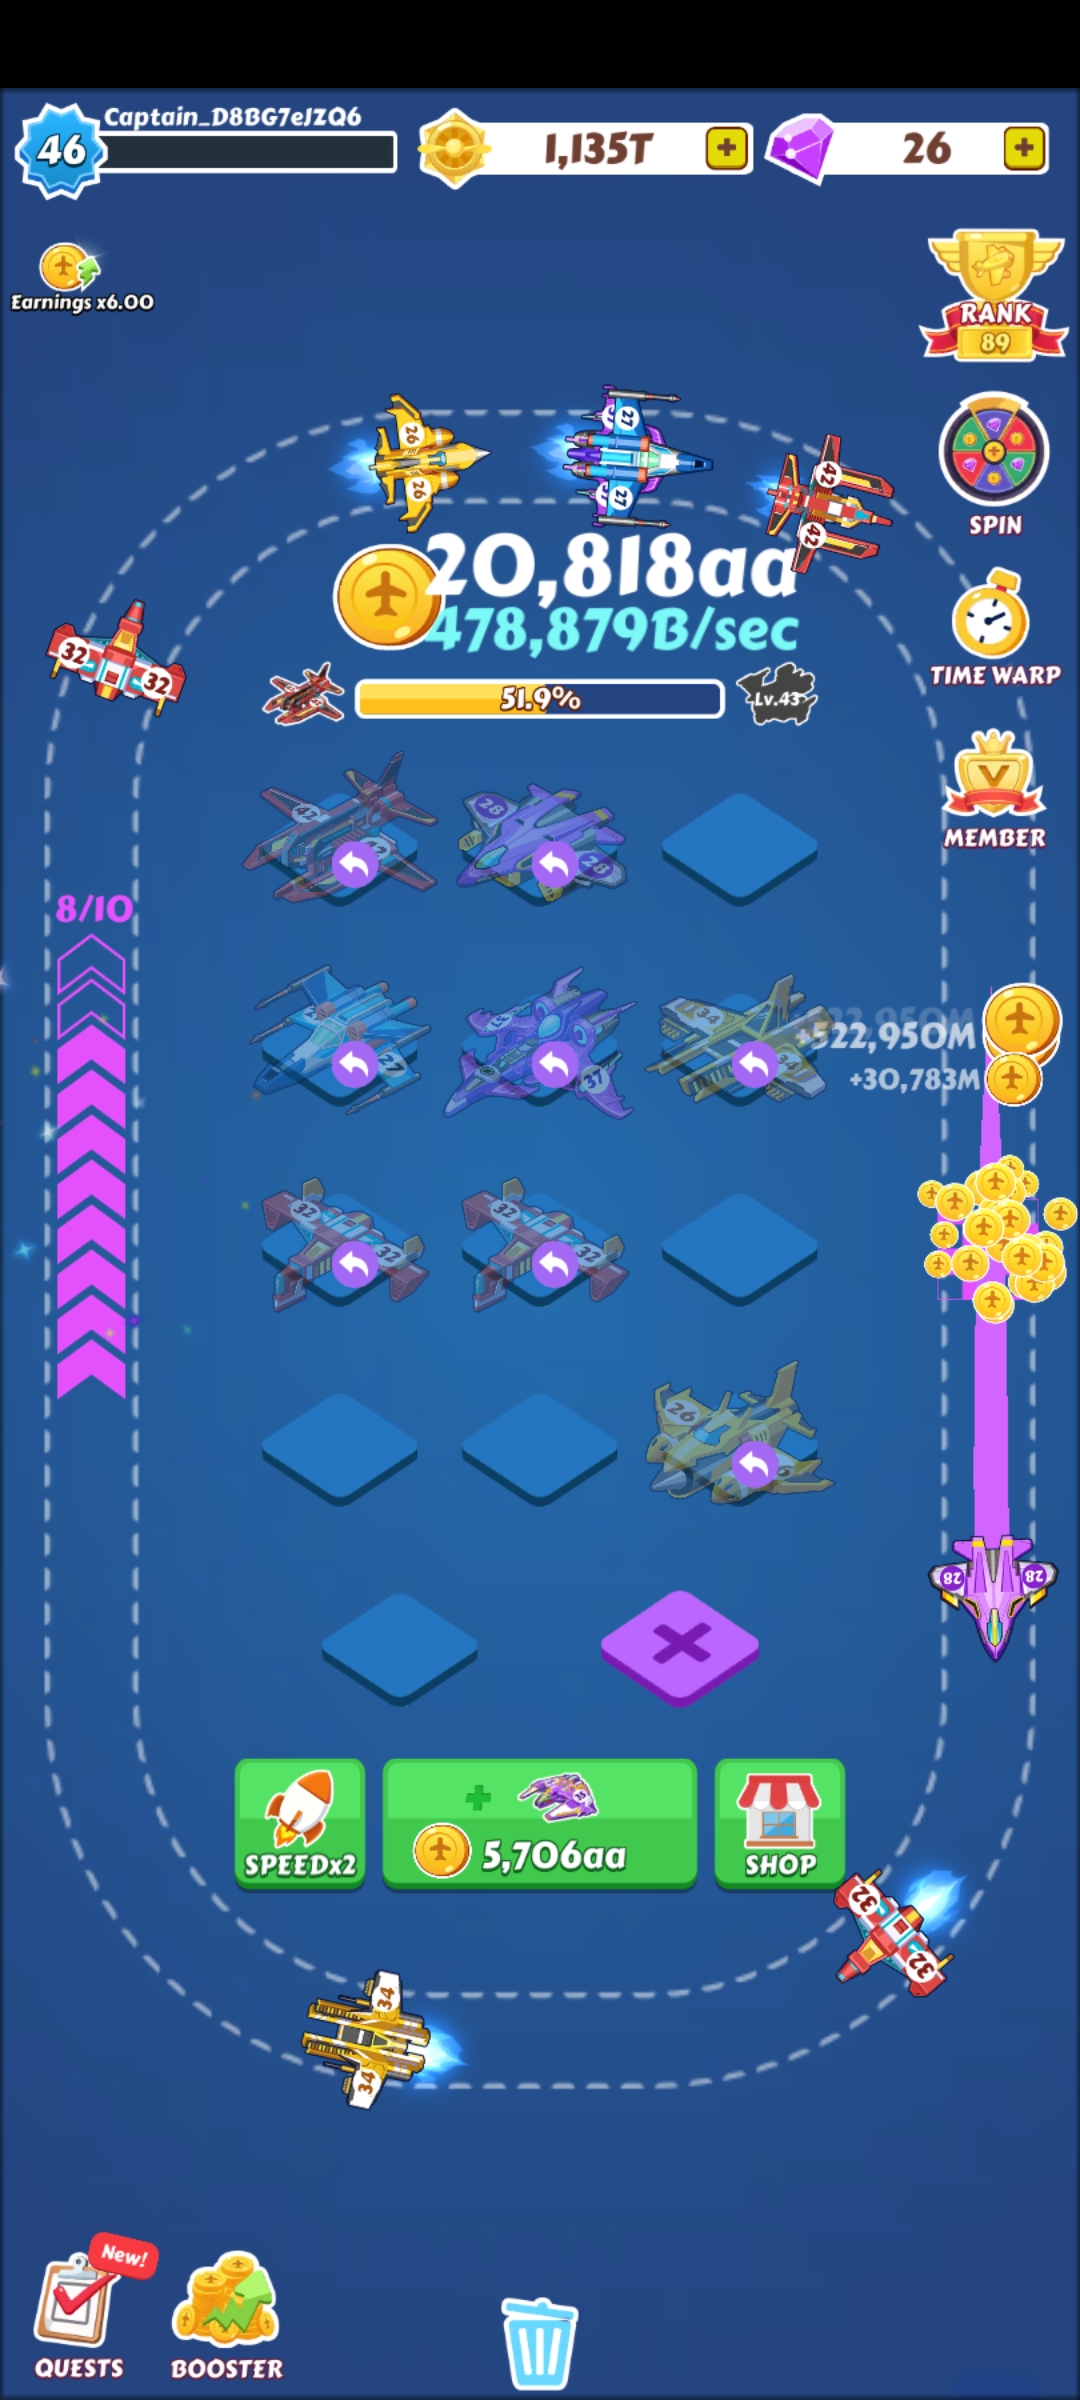 Captain_D8BG7eJZQ6
46
1,135T
26
Earnings x6.00
RANK
89
SPIN
TIME WARP
MEMBER
26
26
27
27
42
42
20,818aa
478,879B/sec
32
32
51.9%
Lv.43
42
42
28
28
8/10
27
37
37
34
34
+522,950M
+30,783M
32
32
32
32
26
28
28
SPEEDx2
5,706aa
SHOP
32
32
34
34
New!
QUESTS
BOOSTER